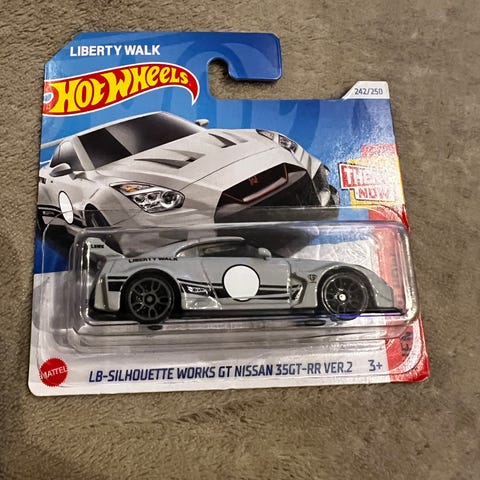 LIBERTY WALK
HOT WHEELS
242/250
THEN
NOW
LIBERTY WALK
MATTEL
LB-SILHOUETTE WORKS GT NISSAN 35GT-RR VER.2
3+